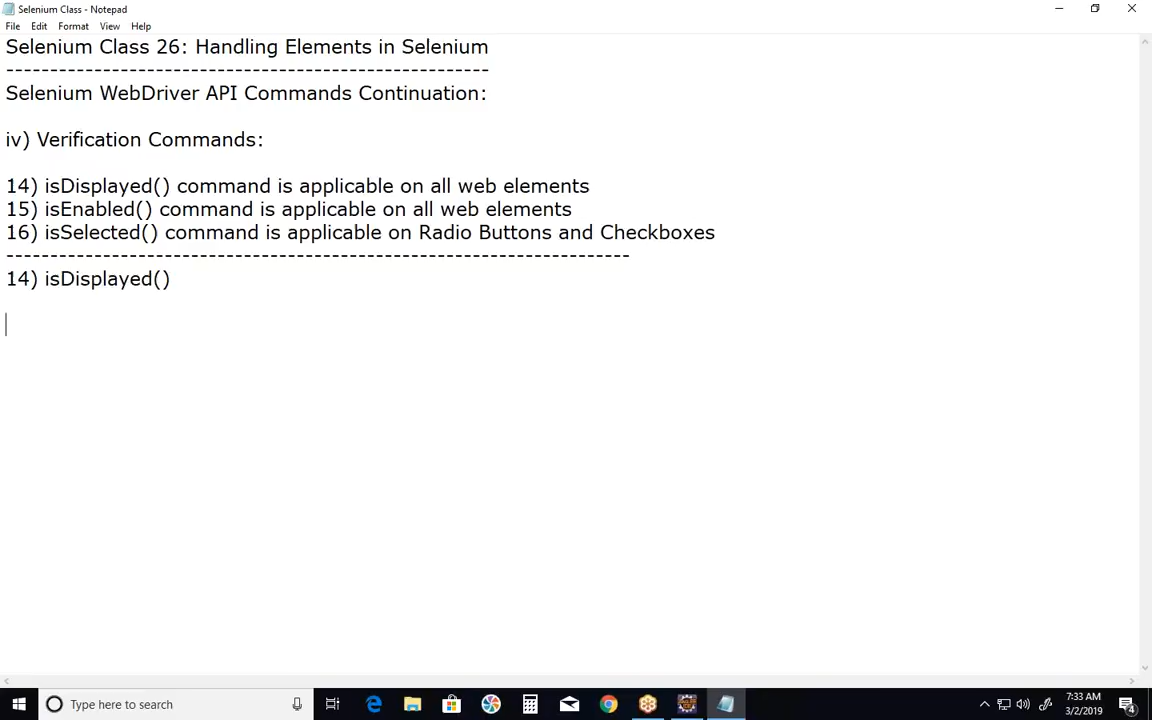 Selenium Class - Notepad
File Edit Format View Help
Selenium Class 26: Handling Elements in Selenium
-------------------------------------------------------
Selenium WebDriver API Commands Continuation:
iv) Verification Commands:
14) isDisplayed() command is applicable on all web elements
15) isEnabled() command is applicable on all web elements
16) isSelected() command is applicable on Radio Buttons and Checkboxes
-----------------------------------------------------------------------
14) isDisplayed()
Type here to search
7:33 AM
3/2/2019
4